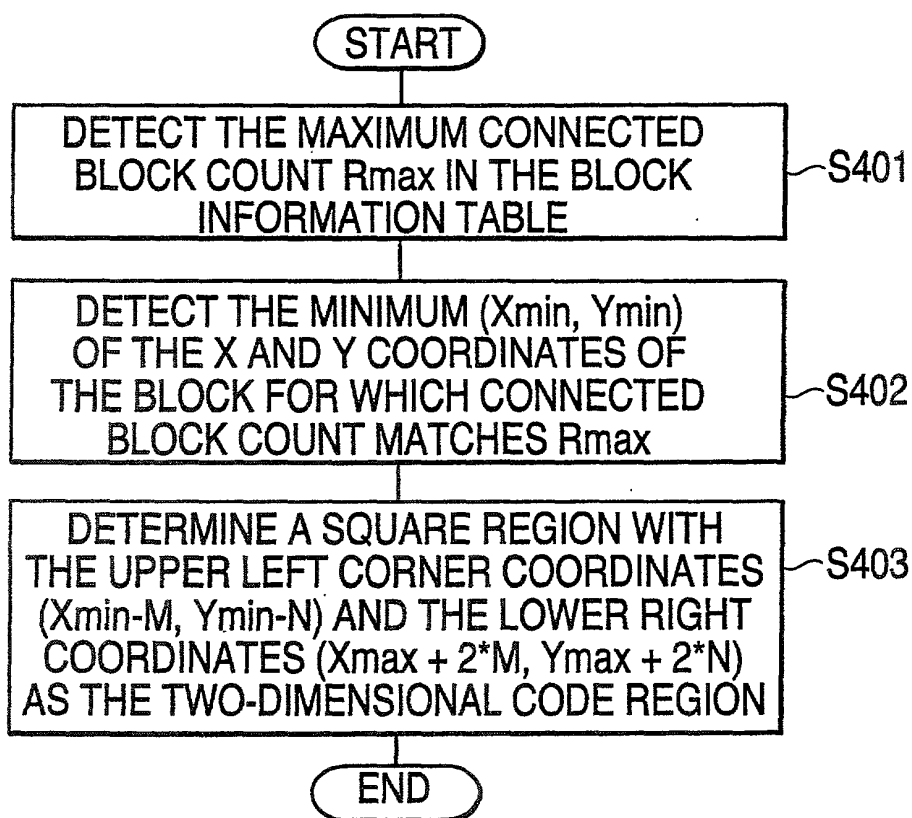 START
DETECT THE MAXIMUM CONNECTED
BLOCK COUNT Rmax IN THE BLOCK
INFORMATION TABLE
S401
DETECT THE MINIMUM (Xmin, Ymin)
OF THE X AND Y COORDINATES OF
THE BLOCK FOR WHICH CONNECTED
BLOCK COUNT MATCHES Rmax
S402
DETERMINE A SQUARE REGION WITH
THE UPPER LEFT CORNER COORDINATES
(Xmin-M, Ymin-N) AND THE LOWER RIGHT
COORDINATES (Xmax + 2*M, Ymax + 2*N)
AS THE TWO-DIMENSIONAL CODE REGION
S403
END